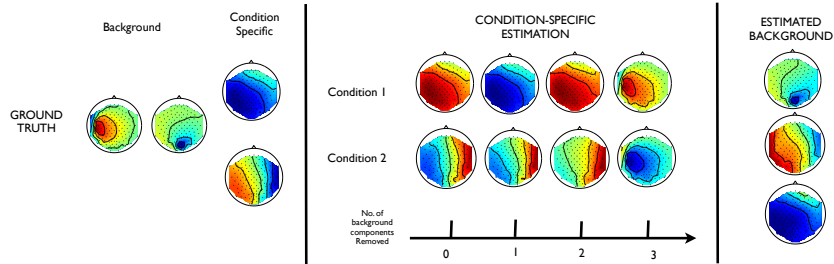 Background
Condition
Specific
GROUND
TRUTH
CONDITION-SPECIFIC
ESTIMATION
Condition 1
Condition 2
No. of
background
components
Removed
0
1
2
3
ESTIMATED
BACKGROUND